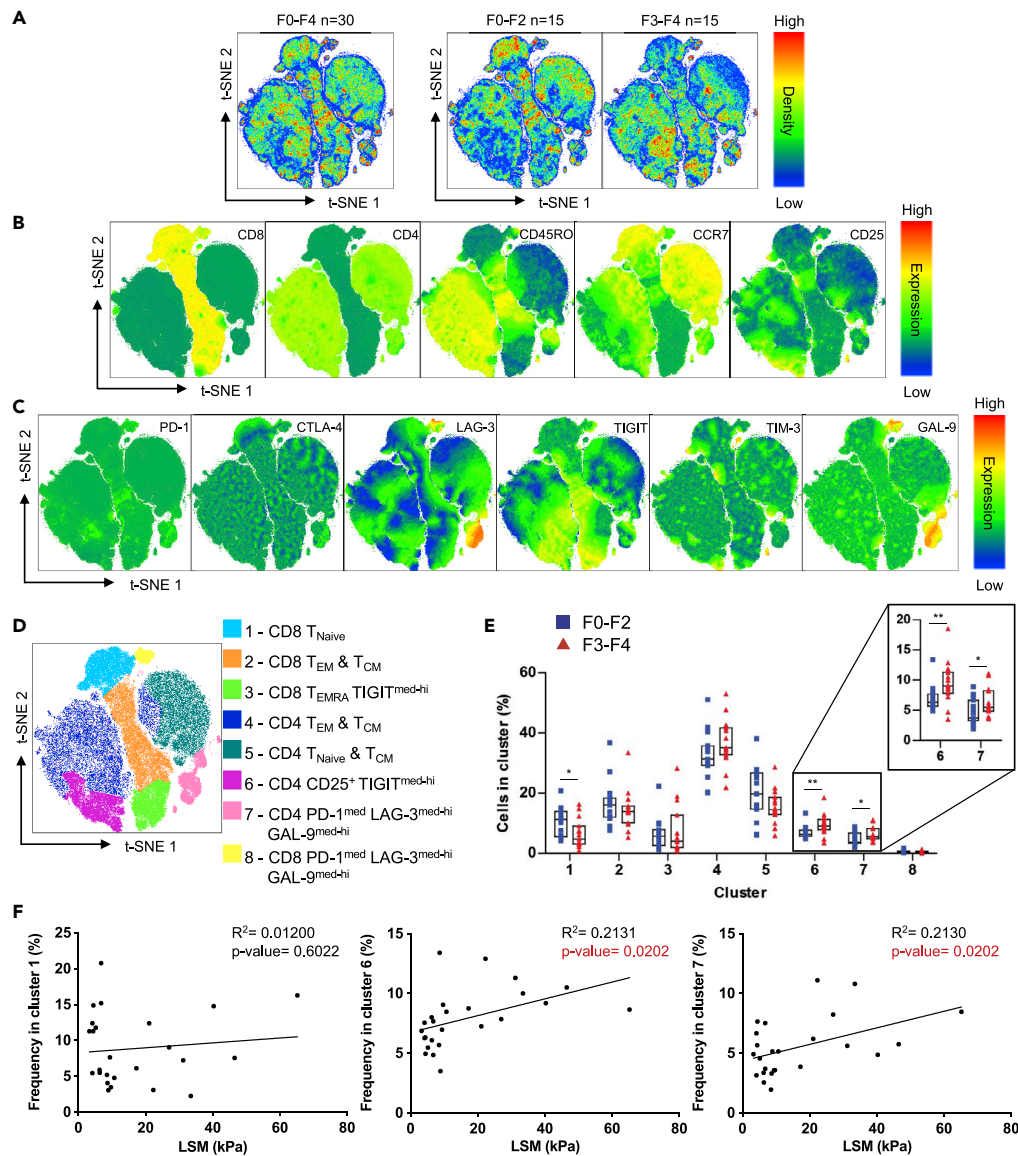 A
F0-F4 n=30
F0-F2 n=15
F3-F4 n=15
High
Density
Low
t-SNE 2
t-SNE 1
t-SNE 2
t-SNE 1
B
CD8
CD4
CD45RO
CCR7
CD25
High
Expression
Low
t-SNE 2
t-SNE 1
C
PD-1
CTLA-4
LAG-3
TIGIT
TIM-3
GAL-9
High
Expression
Low
t-SNE 2
t-SNE 1
D
t-SNE 2
t-SNE 1
1 - CD8 TNaive
2 - CD8 TEM & TCM
3 - CD8 TEMRA TIGITmed-hi
4 - CD4 TEM & TCM
5 - CD4 TNaive & TCM
6 - CD4 CD25+ TIGITmed-hi
7 - CD4 PD-1med LAG-3med-hi
GAL-9med-hi
8 - CD8 PD-1med LAG-3med-hi
GAL-9med-hi
E
F0-F2
F3-F4
Cells in cluster (%)
60
40
20
0
* ** *
1 2 3 4 5 6 7 8
Cluster
20
15
10
5
0
** *
6 7
F
R2= 0.01200
p-value= 0.6022
Frequency in cluster 1 (%)
25
20
15
10
5
0
0 20 40 60 80
LSM (kPa)
R2= 0.2131
p-value= 0.0202
Frequency in cluster 6 (%)
15
10
5
0
0 20 40 60 80
LSM (kPa)
R2= 0.2130
p-value= 0.0202
Frequency in cluster 7 (%)
15
10
5
0
0 20 40 60 80
LSM (kPa)